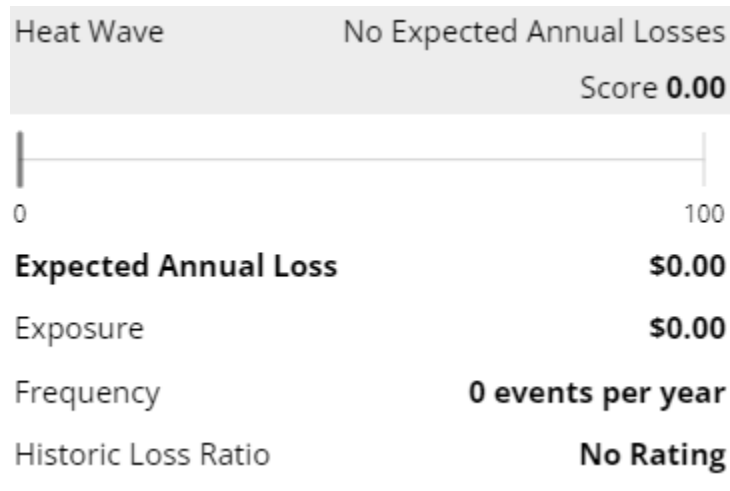 Heat Wave No Expected Annual Losses
Score 0.00
0 100
Expected Annual Loss $0.00
Exposure $0.00
Frequency 0 events per year
Historic Loss Ratio No Rating